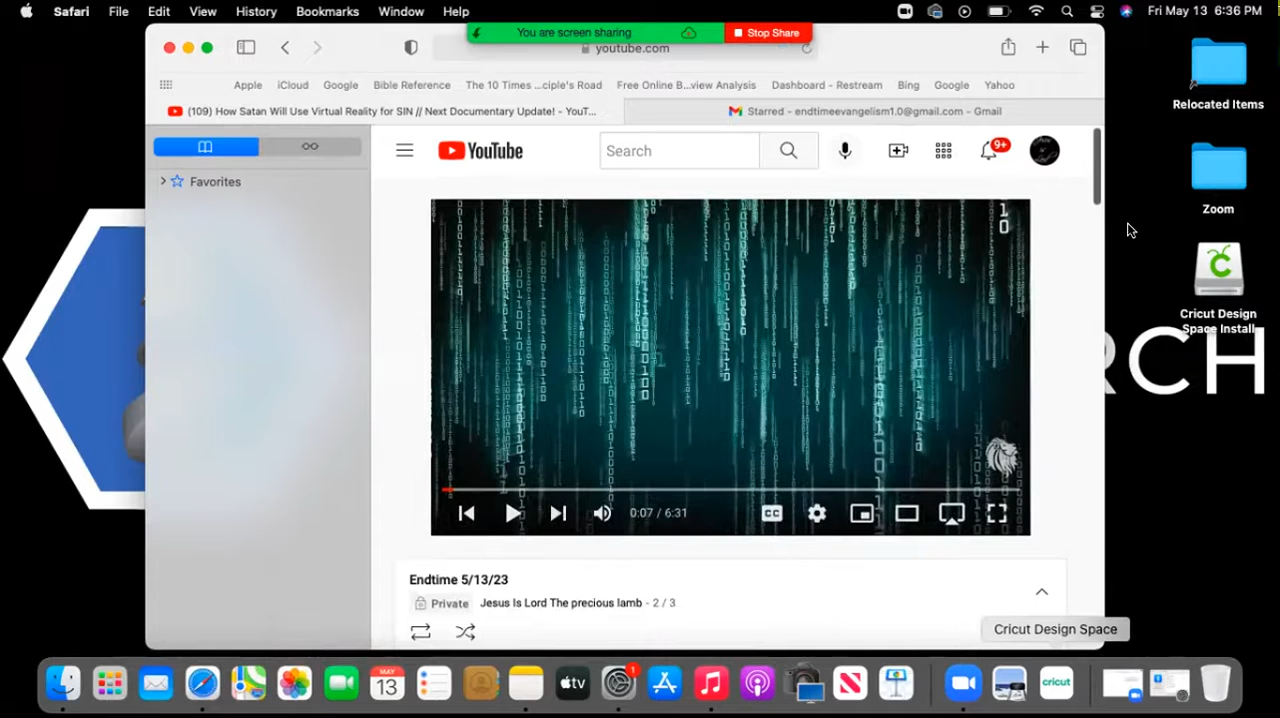 Safari File Edit View History Bookmarks Window Help Fri May 13 6:36 PM
You are screen sharing Stop Share
youtube.com
Apple iCloud Google Bible Reference The 10 Times ...ciple's Road Free Online B...view Analysis Dashboard - Restream Bing Google Yahoo
(109) How Satan Will Use Virtual Reality for SIN // Next Documentary Update! - YouT...
Starred - endtimeevangelism1.0@gmail.com - Gmail
Favorites
YouTube
Search
9+
0:07 / 6:31
CC
Endtime 5/13/23
Private Jesus Is Lord The precious lamb - 2 / 3
Relocated Items
Zoom
Cricut Design
Space Install
RCH
Cricut Design Space
MAY
13
tv
1
cricut